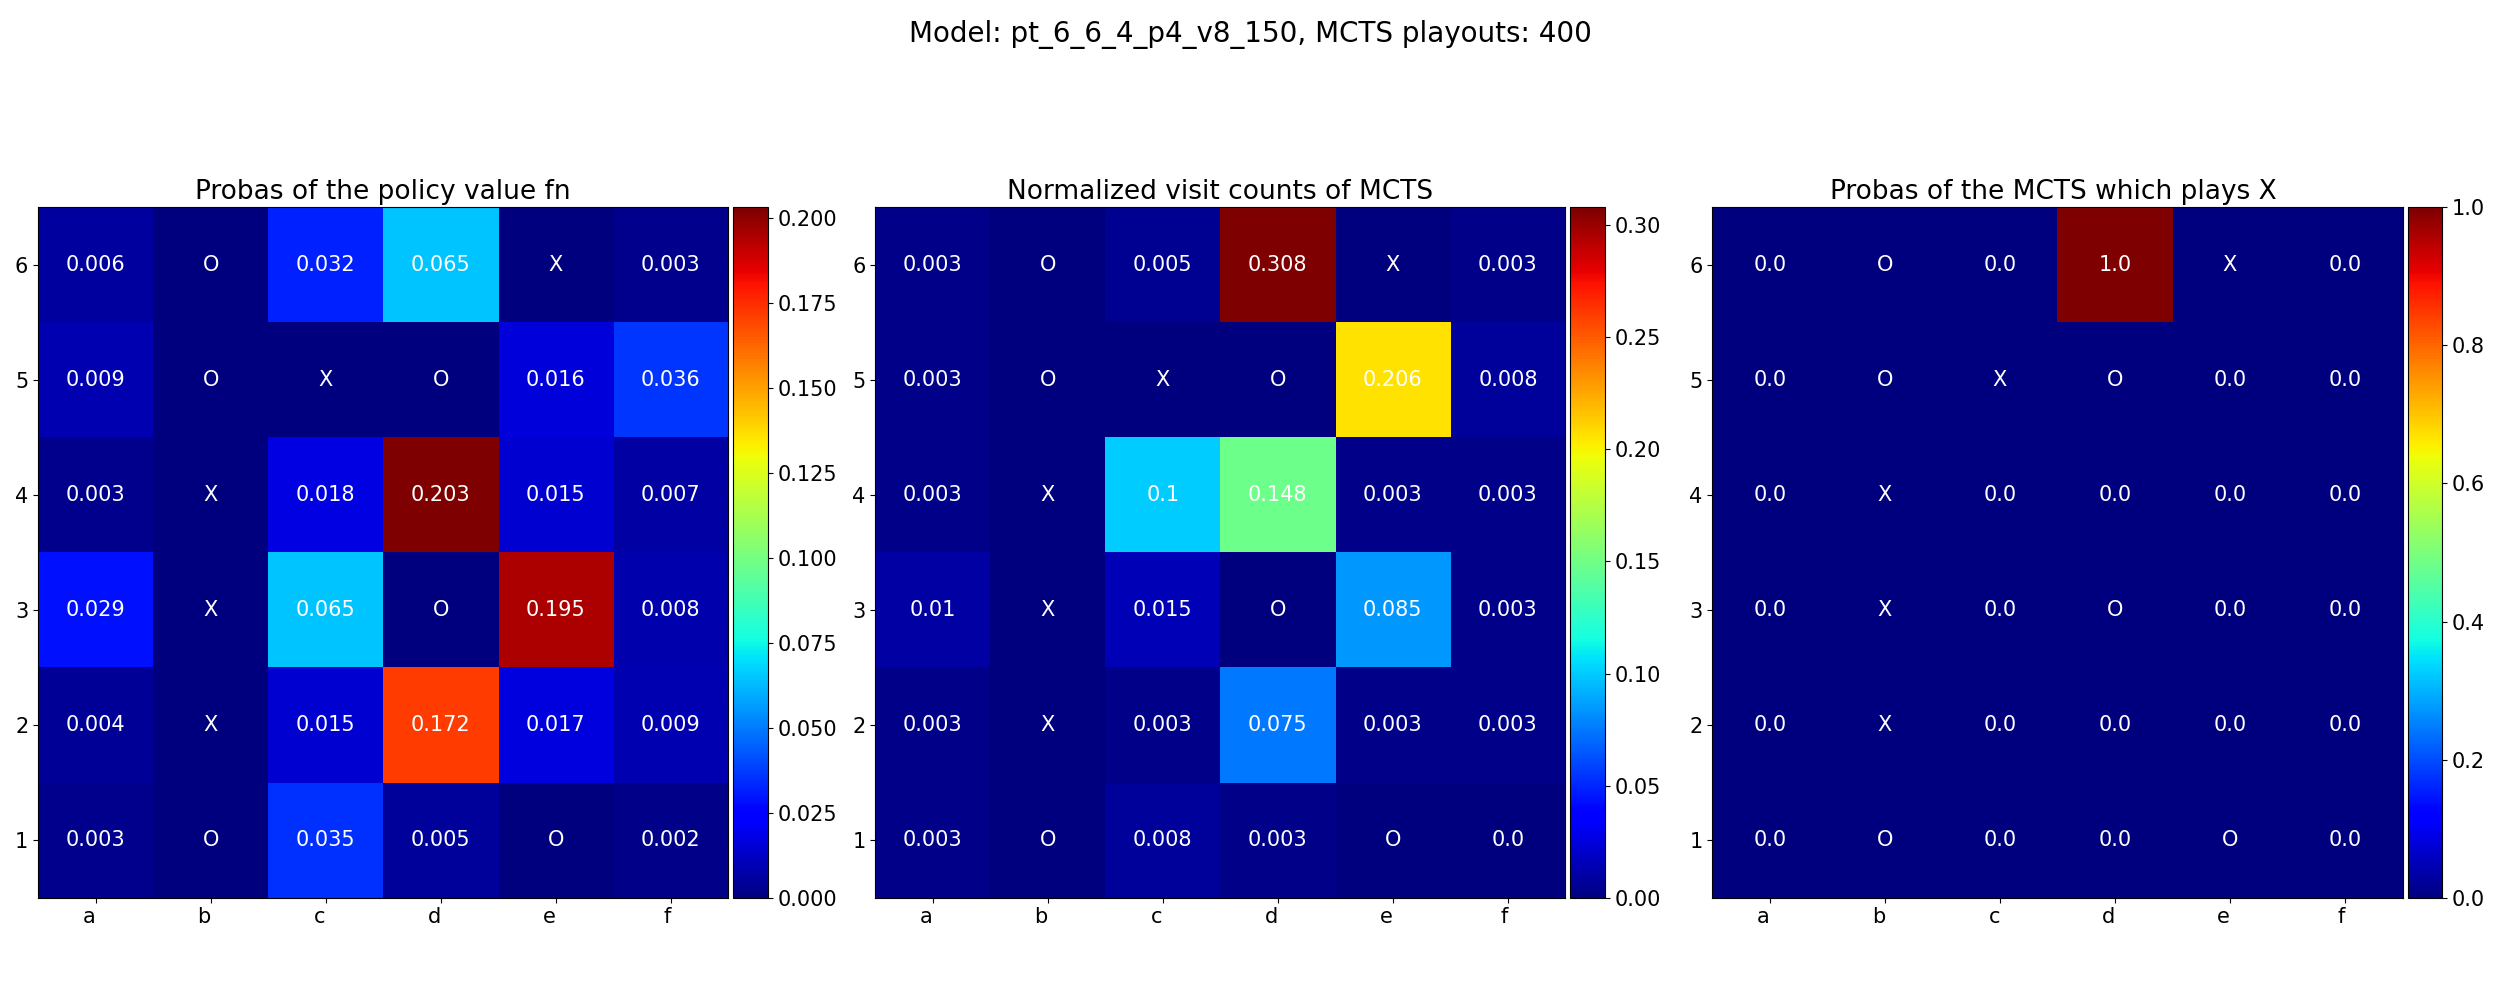 Model: pt_6_6_4_p4_v8_150, MCTS playouts: 400
Probas of the policy value fn
6 0.006 O 0.032 0.065 X 0.003
5 0.009 O X O 0.016 0.036
4 0.003 X 0.018 0.203 0.015 0.007
3 0.029 X 0.065 O 0.195 0.008
2 0.004 X 0.015 0.172 0.017 0.009
1 0.003 O 0.035 0.005 O 0.002
a b c d e f
0.200
0.175
0.150
0.125
0.100
0.075
0.050
0.025
0.000
Normalized visit counts of MCTS
6 0.003 O 0.005 0.308 X 0.003
5 0.003 O X O 0.206 0.008
4 0.003 X 0.1 0.148 0.003 0.003
3 0.01 X 0.015 O 0.085 0.003
2 0.003 X 0.003 0.075 0.003 0.003
1 0.003 O 0.008 0.003 O 0.0
a b c d e f
0.30
0.25
0.20
0.15
0.10
0.05
0.00
Probas of the MCTS which plays X
6 0.0 O 0.0 1.0 X 0.0
5 0.0 O X O 0.0 0.0
4 0.0 X 0.0 0.0 0.0 0.0
3 0.0 X 0.0 O 0.0 0.0
2 0.0 X 0.0 0.0 0.0 0.0
1 0.0 O 0.0 0.0 O 0.0
a b c d e f
1.0
0.8
0.6
0.4
0.2
0.0